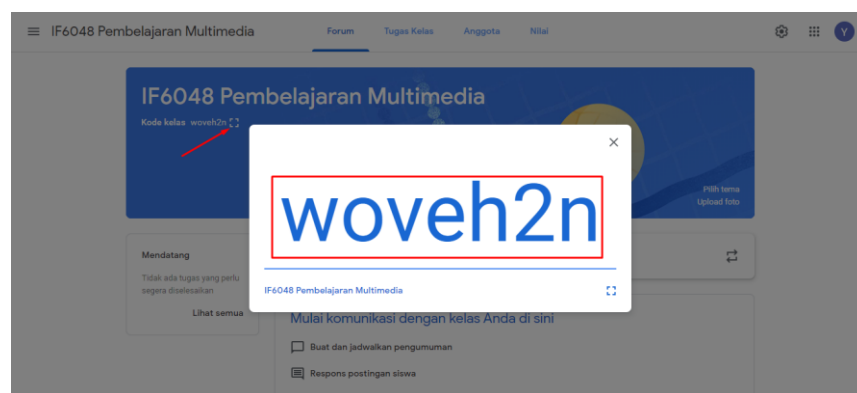 IF6048 Pembelajaran Multimedia
Forum
Tugas Kelas
Anggota
Nilai
Y
IF6048 Pembelajaran Multimedia
Kode kelas woveh2n
woveh2n
IF6048 Pembelajaran Multimedia
Pilih tema
Upload foto
Mendatang
Tidak ada tugas yang perlu
segera diselesaikan
Lihat semua
Mulai komunikasi dengan kelas Anda di sini
Buat dan jadwalkan pengumuman
Respons postingan siswa